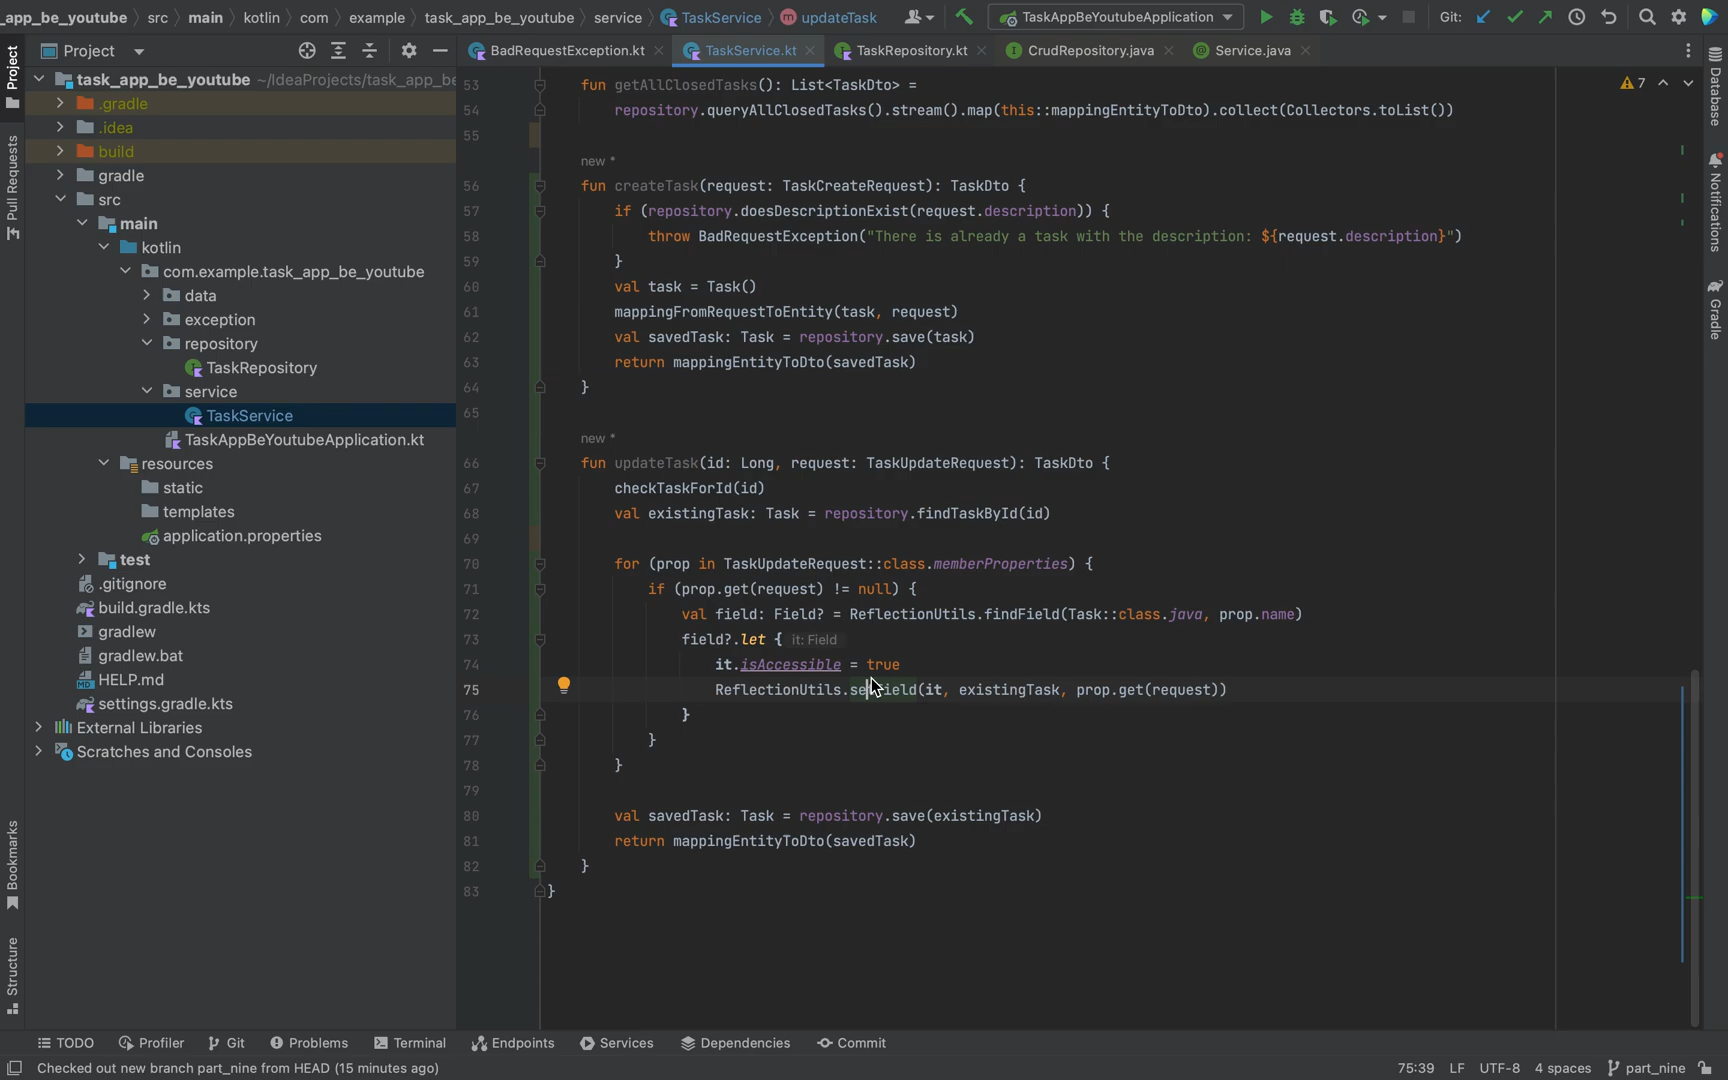 _app_be_youtube › src › main › kotlin › com › example › task_app_be_youtube › service › TaskService › updateTask
TaskAppBeYoutubeApplication
Git:
Project
BadRequestException.kt
TaskService.kt
TaskRepository.kt
CrudRepository.java
Service.java
Project
Pull Requests
Bookmarks
Structure
task_app_be_youtube ~/IdeaProjects/task_app_be
.gradle
.idea
build
gradle
src
main
kotlin
com.example.task_app_be_youtube
data
exception
repository
TaskRepository
service
TaskService
TaskAppBeYoutubeApplication.kt
resources
static
templates
application.properties
test
.gitignore
build.gradle.kts
gradlew
gradlew.bat
HELP.md
settings.gradle.kts
External Libraries
Scratches and Consoles
7
53 fun getAllClosedTasks(): List<TaskDto> =
54 repository.queryAllClosedTasks().stream().map(this::mappingEntityToDto).collect(Collectors.toList())
55
new *
56 fun createTask(request: TaskCreateRequest): TaskDto {
57 if (repository.doesDescriptionExist(request.description)) {
58 throw BadRequestException("There is already a task with the description: ${request.description}")
59 }
60 val task = Task()
61 mappingFromRequestToEntity(task, request)
62 val savedTask: Task = repository.save(task)
63 return mappingEntityToDto(savedTask)
64 }
65
new *
66 fun updateTask(id: Long, request: TaskUpdateRequest): TaskDto {
67 checkTaskForId(id)
68 val existingTask: Task = repository.findTaskById(id)
69
70 for (prop in TaskUpdateRequest::class.memberProperties) {
71 if (prop.get(request) != null) {
72 val field: Field? = ReflectionUtils.findField(Task::class.java, prop.name)
73 field?.let { it: Field
74 it.isAccessible = true
75 ReflectionUtils.setField(it, existingTask, prop.get(request))
76 }
77 }
78 }
79
80 val savedTask: Task = repository.save(existingTask)
81 return mappingEntityToDto(savedTask)
82 }
83 }
Database
Notifications
Gradle
TODO
Profiler
Git
Problems
Terminal
Endpoints
Services
Dependencies
Commit
Checked out new branch part_nine from HEAD (15 minutes ago)
75:39 LF UTF-8 4 spaces part_nine